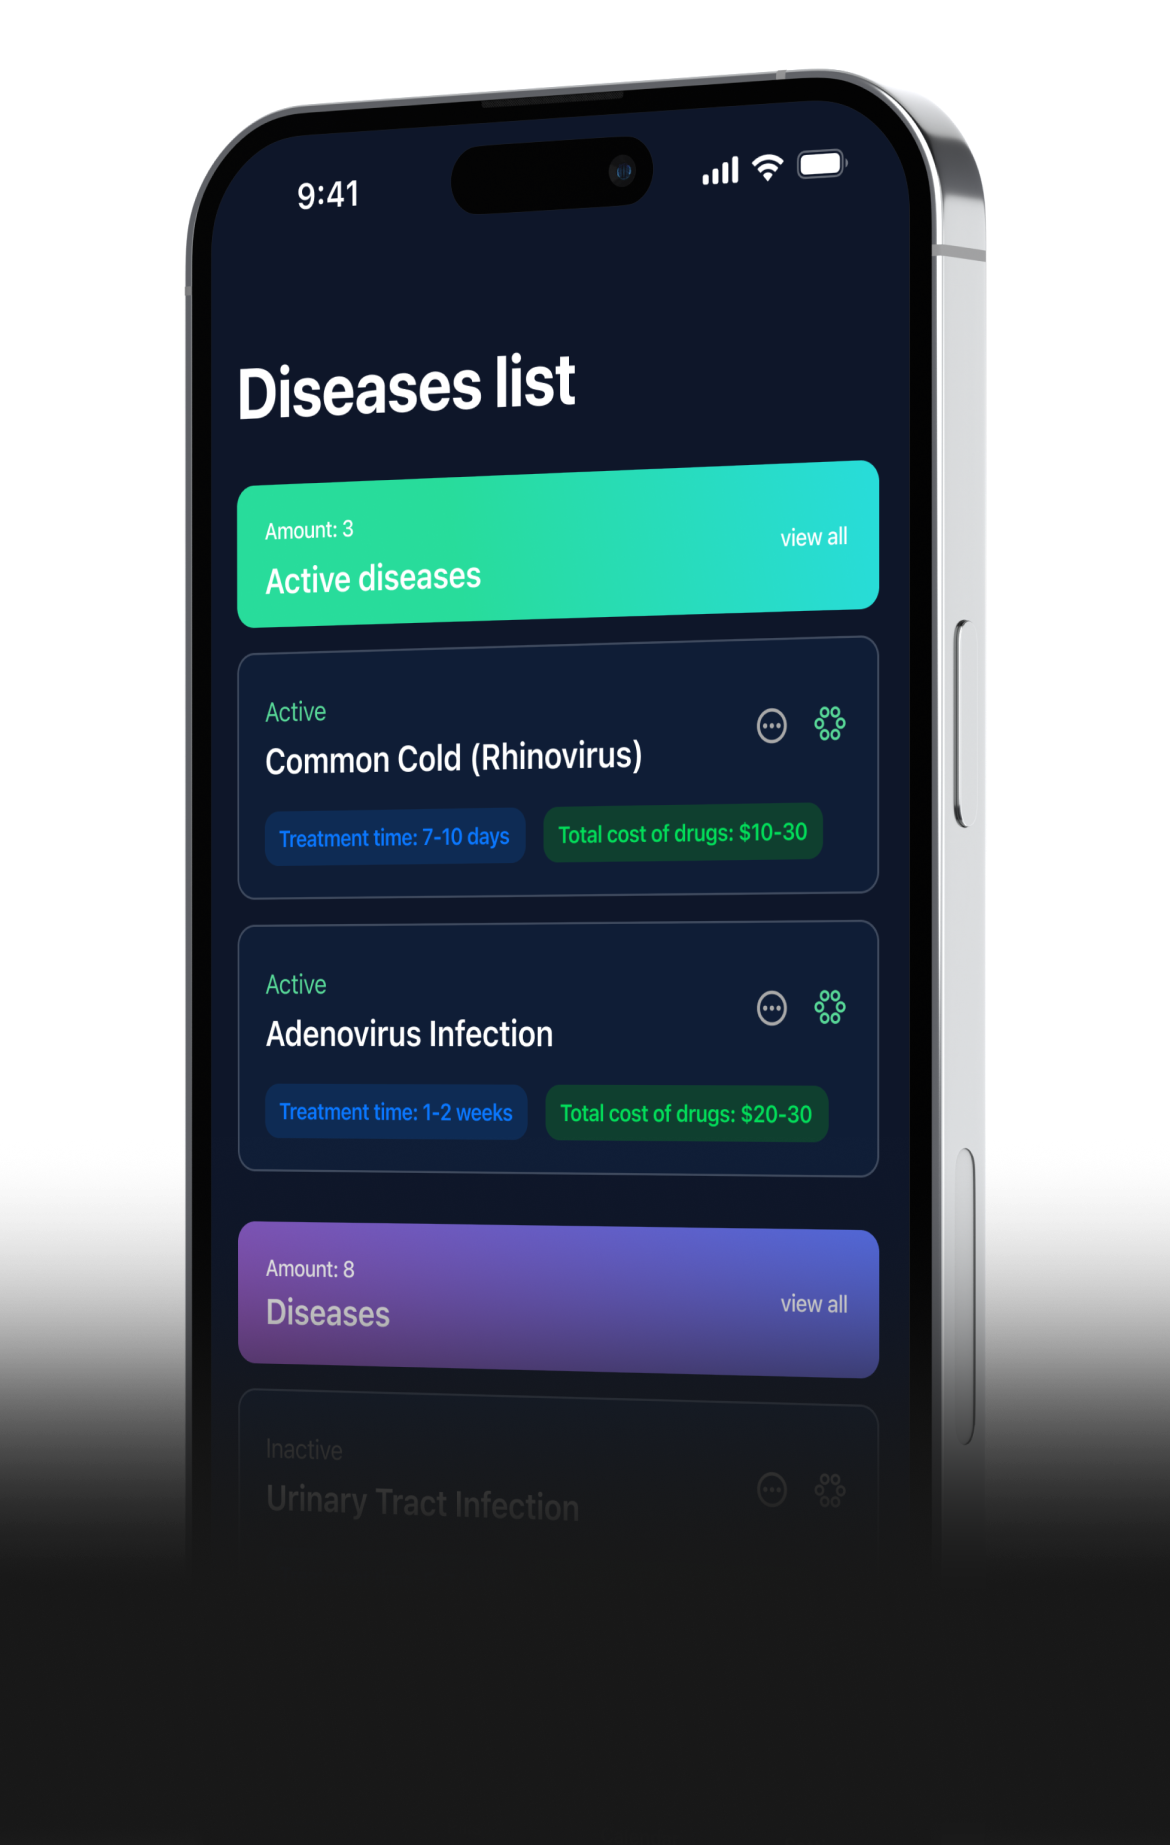 9:41
Diseases list
Amount: 3
view all
Active diseases
Active
Common Cold (Rhinovirus)
Treatment time: 7-10 days
Total cost of drugs: $10-30
Active
Adenovirus Infection
Treatment time: 1-2 weeks
Total cost of drugs: $20-30
Amount: 8
view all
Diseases
Inactive
Urinary Tract Infection